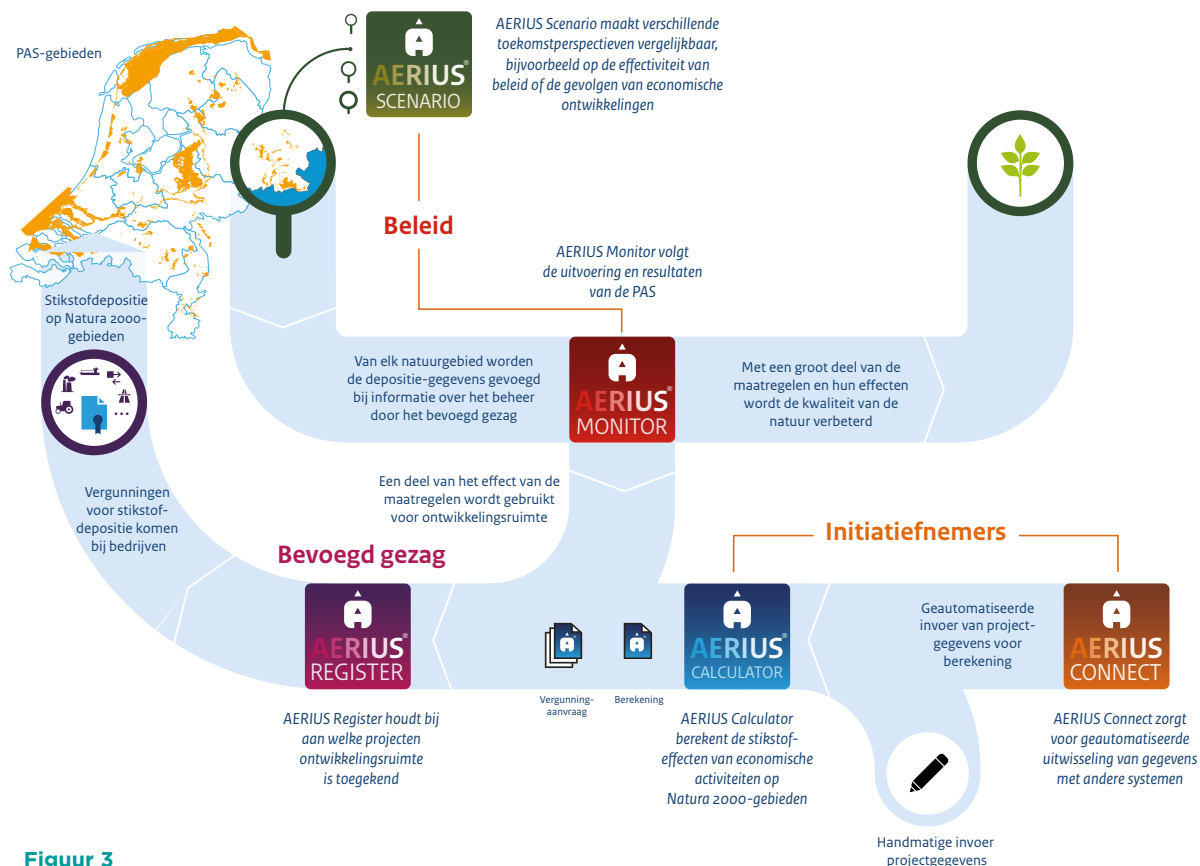 PAS-gebieden
AERIUS®
SCENARIO
AERIUS Scenario maakt verschillende
toekomstperspectieven vergelijkbaar,
bijvoorbeeld op de effectiviteit van
beleid of de gevolgen van economische
ontwikkelingen
Beleid
AERIUS Monitor volgt
de uitvoering en resultaten
van de PAS
Stikstofdepositie
op Natura 2000-
gebieden
Van elk natuurgebied worden
de depositie-gegevens gevoegd
bij informatie over het beheer
door het bevoegd gezag
AERIUS®
MONITOR
Met een groot deel van de
maatregelen en hun effecten
wordt de kwaliteit van de
natuur verbeterd
Vergunningen
voor stikstof-
depositie komen
bij bedrijven
Een deel van het effect van de
maatregelen wordt gebruikt
voor ontwikkelingsruimte
Bevoegd gezag
Initiatiefnemers
AERIUS®
REGISTER
Vergunning-
aanvraag
Berekening
AERIUS®
CALCULATOR
Geautomatiseerde
invoer van project-
gegevens voor
berekening
AERIUS®
CONNECT
AERIUS Register houdt bij
aan welke projecten
ontwikkelingsruimte
is toegekend
AERIUS Calculator
berekent de stikstof-
effecten van economische
activiteiten op
Natura 2000-gebieden
AERIUS Connect zorgt
voor geautomatiseerde
uitwisseling van gegevens
met andere systemen
Handmatige invoer
projectgegevens
Figuur 3